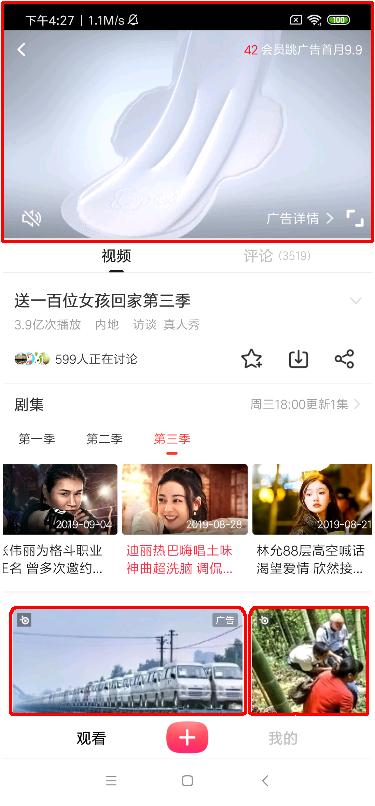 下午4:27 | 1.1M/s
100
42 会员跳广告首月9.9
广告详情
视频
评论 (3519)
送一百位女孩回家第三季
3.9亿次播放 内地 访谈 真人秀
599人正在讨论
剧集
周三18:00更新1集
第一季 第二季 第三季
2019-09-04
2019-08-28
2019-08-21
伟丽为格斗职业
迪丽热巴嗨唱土味
林允88层高空喊话
名 曾多次邀约...
神曲超洗脑 调侃...
渴望爱情 欣然接...
广告
观看
我的